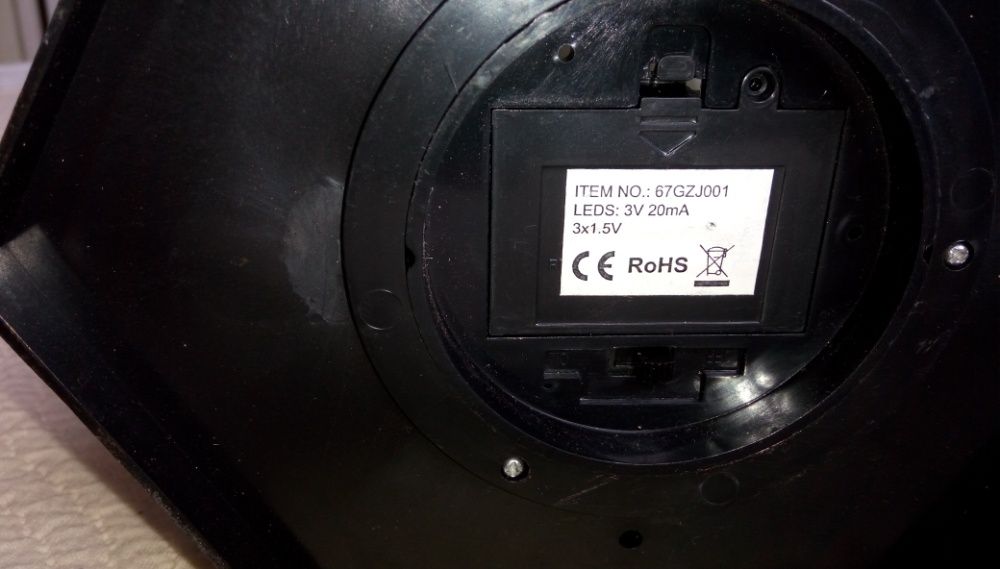 ITEM NO.: 67GZJ001
LEDS: 3V 20mA
3x1.5V
CE RoHS